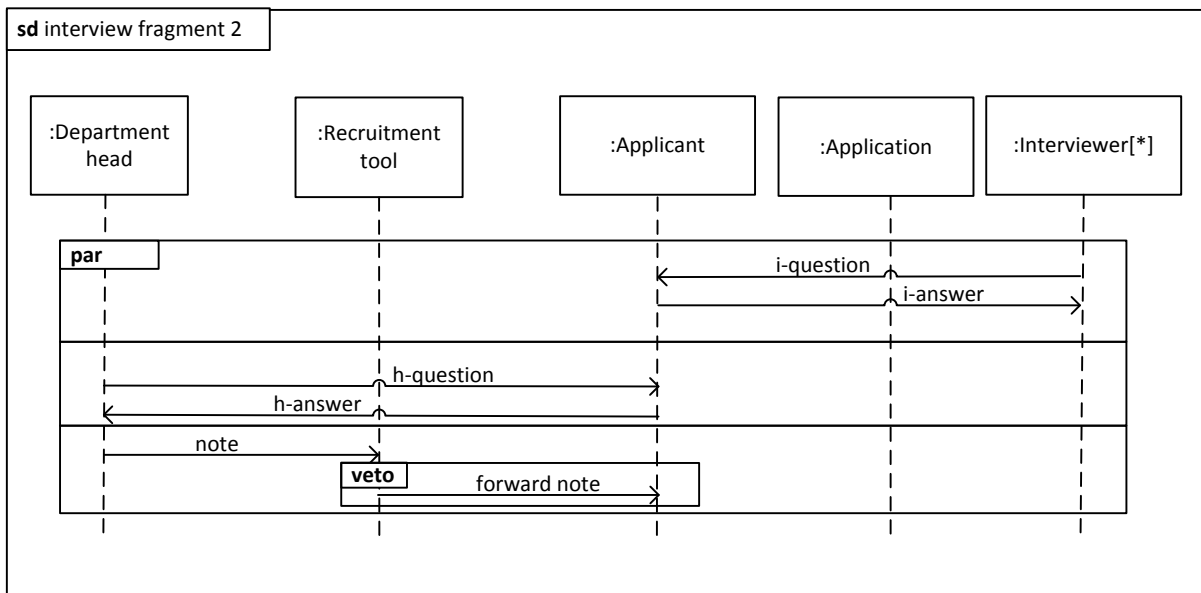 sd interview fragment 2
:Department
head
:Recruitment
tool
:Applicant
:Application
:Interviewer[*]
par
i-question
i-answer
h-question
h-answer
note
veto
forward note